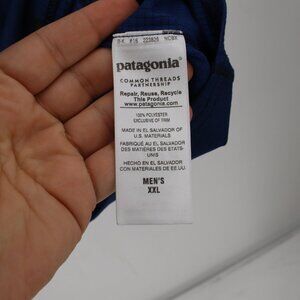 patagonia®
COMMON THREADS
PARTNERSHIP
Repair, Reuse, Recycle
This Product
www.patagonia.com
100% POLYESTER
EXCLUSIVE OF TRIM
MADE IN EL SALVADOR OF
U.S. MATERIALS
FABRIQUÉ AU EL SALVADOR
DES MATIÈRES DES ETATS-
UNIS
HECHO EN EL SALVADOR
CON MATERIALES DE EE.UU.
MEN'S
XXL